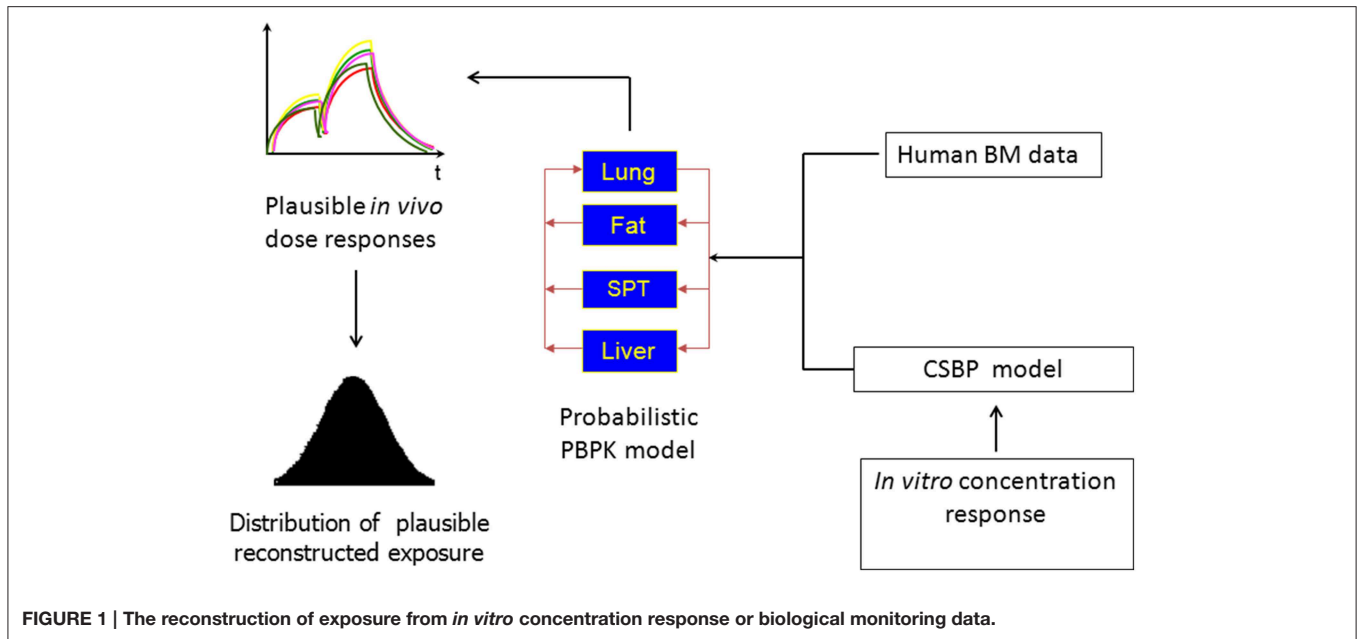 t
Plausible in vivo
dose responses
Distribution of plausible
reconstructed exposure
Lung
Fat
SPT
Liver
Probabilistic
PBPK model
Human BM data
CSBP model
In vitro concentration
response
FIGURE 1 | The reconstruction of exposure from in vitro concentration response or biological monitoring data.